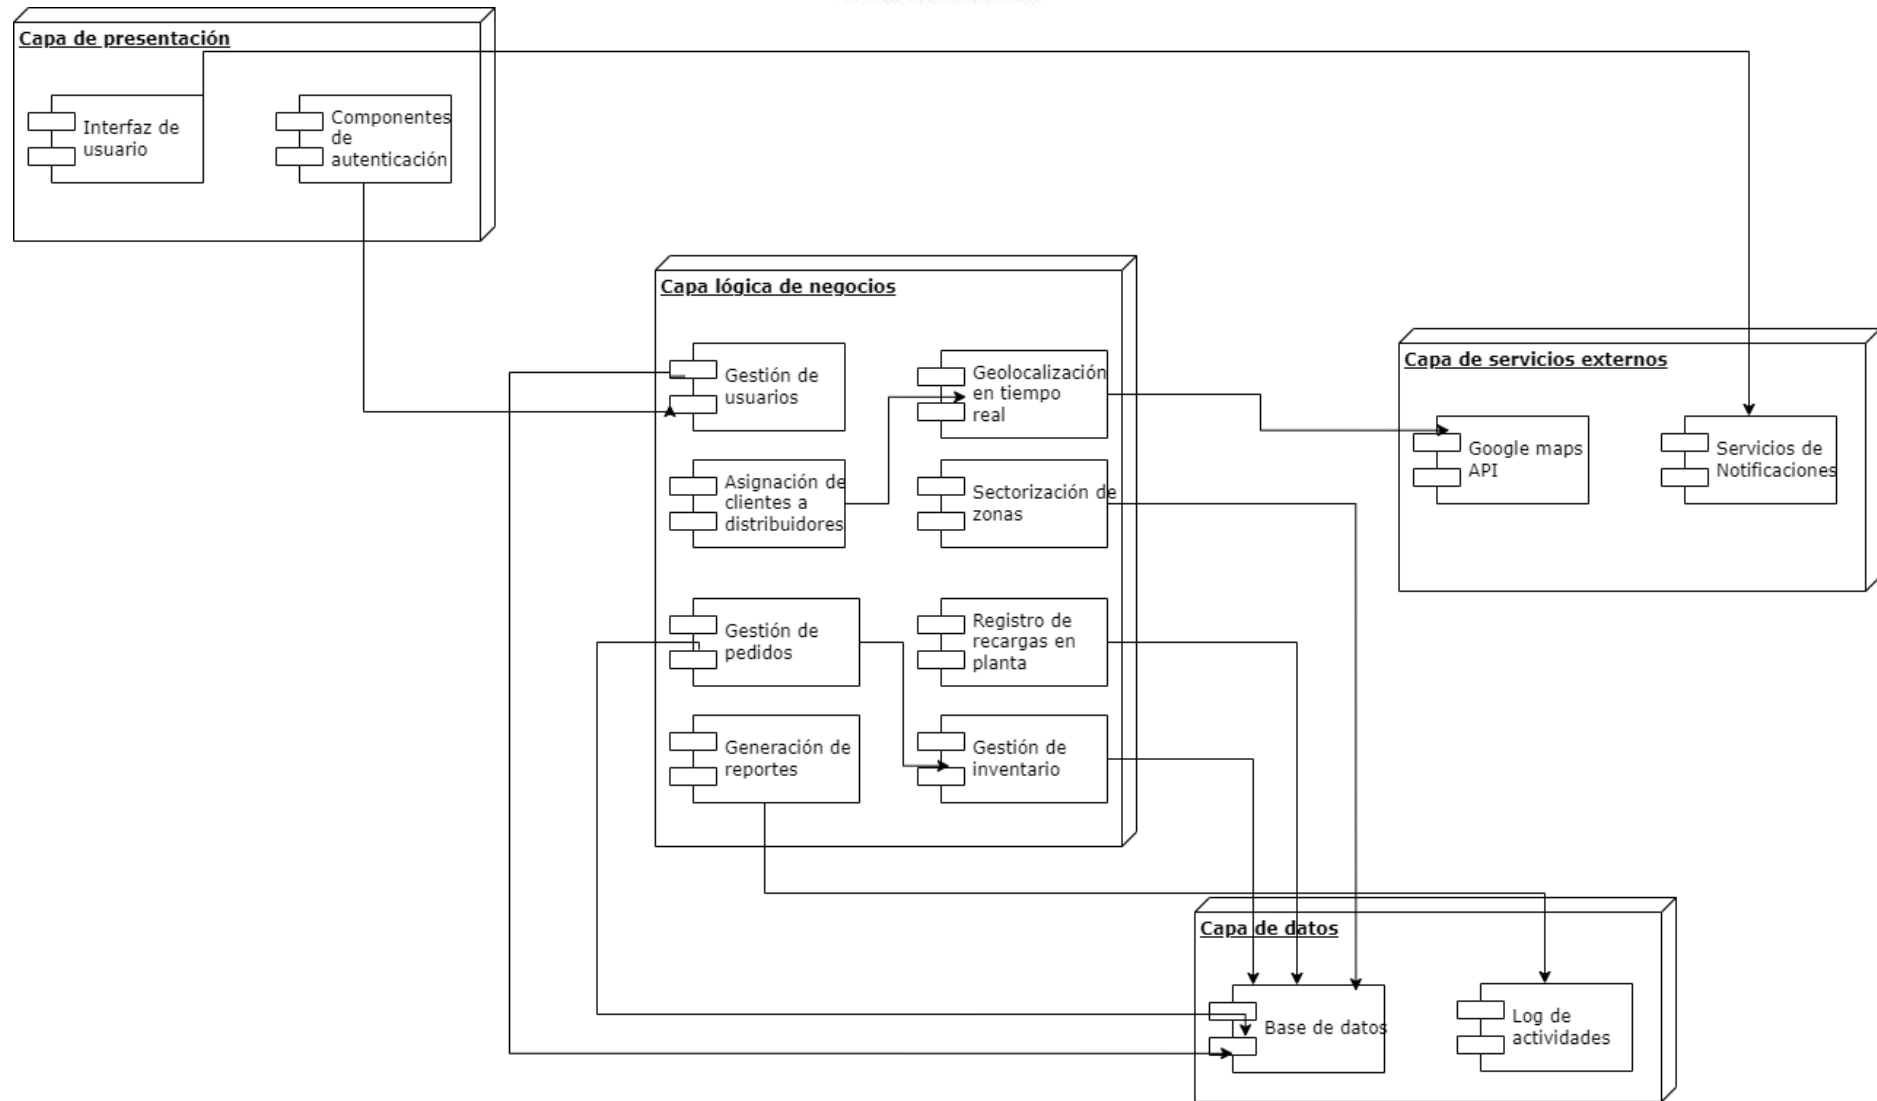 Capa de presentación
Interfaz de
usuario
Componentes
de
autenticación
Capa lógica de negocios
Gestión de
usuarios
Geolocalización
en tiempo
real
Asignación de
clientes a
distribuidores
Sectorización de
zonas
Gestión de
pedidos
Registro de
recargas en
planta
Generación de
reportes
Gestión de
inventario
Capa de servicios externos
Google maps
API
Servicios de
Notificaciones
Capa de datos
Base de datos
Log de
actividades